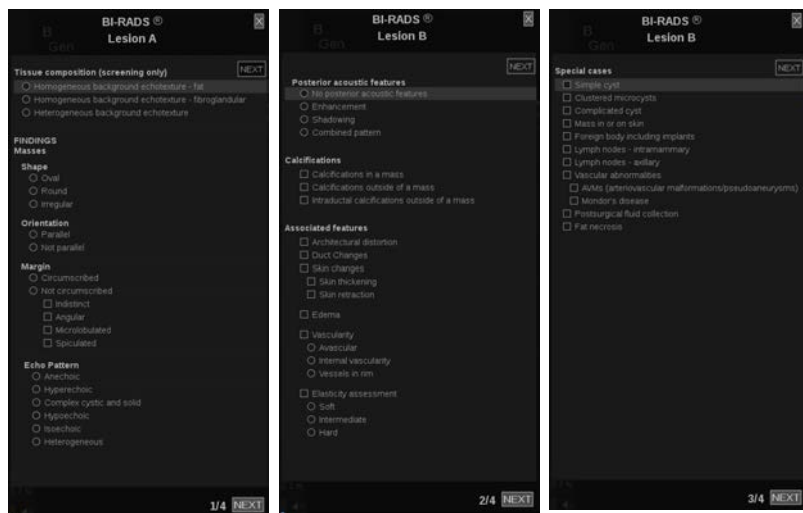 BI-RADS ®
X
Lesion A
NEXT
Tissue composition (screening only)
Homogeneous background echotexture - fat
Homogeneous background echotexture - fibroglandular
Heterogeneous background echotexture
FINDINGS
Masses
Shape
Oval
Round
Irregular
Orientation
Parallel
Not parallel
Margin
Circumscribed
Not circumscribed
Indistinct
Angular
Microlobulated
Spiculated
Echo Pattern
Anechoic
Hyperechoic
Complex cystic and solid
Hypoechoic
Isoechoic
Heterogeneous
1/4 NEXT
BI-RADS ®
X
Lesion B
NEXT
Posterior acoustic features
No posterior acoustic features
Enhancement
Shadowing
Combined pattern
Calcifications
Calcifications in a mass
Calcifications outside of a mass
Intraductal calcifications outside of a mass
Associated features
Architectural distortion
Duct Changes
Skin changes
Skin thickening
Skin retraction
Edema
Vascularity
Avascular
Internal vascularity
Vessels in rim
Elasticity assessment
Soft
Intermediate
Hard
2/4 NEXT
BI-RADS ®
X
Lesion B
NEXT
Special cases
Simple cyst
Clustered microcysts
Complicated cyst
Mass in or on skin
Foreign body including implants
Lymph nodes - intramammary
Lymph nodes - axillary
Vascular abnormalities
AVMs (arteriovascular malformations/pseudoaneurysms)
Mondor's disease
Postsurgical fluid collection
Fat necrosis
3/4 NEXT